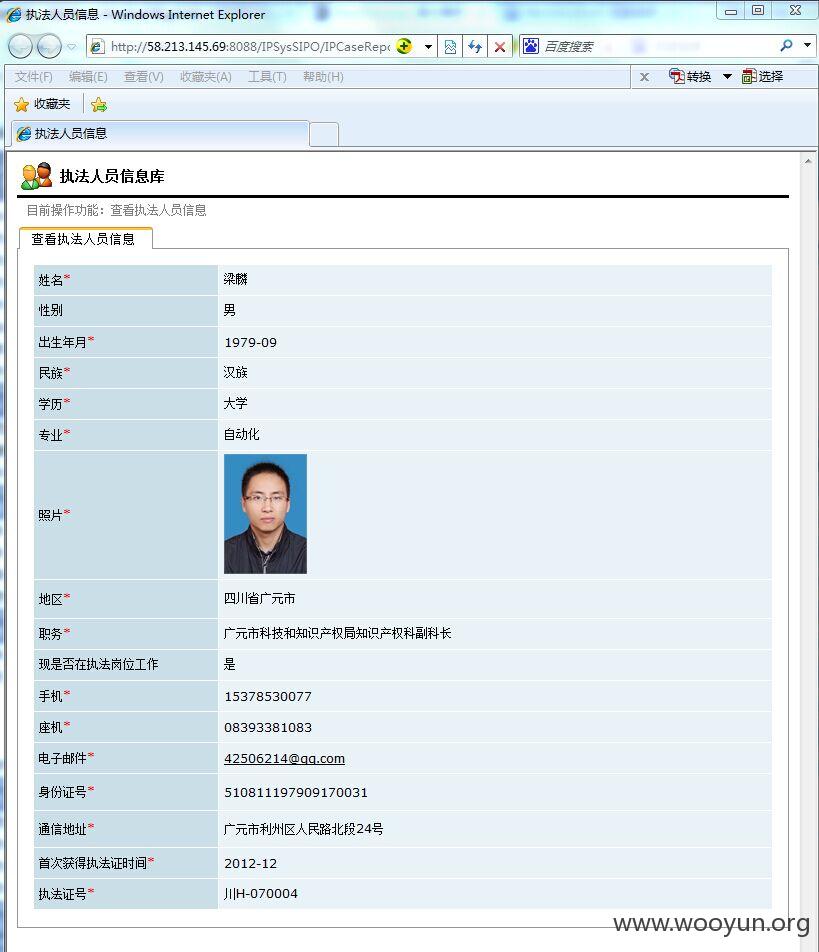 执法人员信息 - Windows Internet Explorer
http://58.213.145.69:8088/IPSysSIPO/IPCaseRepo
百度搜索
文件(F) 编辑(E) 查看(V) 收藏夹(A) 工具(T) 帮助(H) x 转换 选择
收藏夹
执法人员信息
执法人员信息库
目前操作功能：查看执法人员信息
查看执法人员信息
姓名* 梁麟
性别 男
出生年月* 1979-09
民族* 汉族
学历* 大学
专业* 自动化
照片*
地区* 四川省广元市
职务* 广元市科技和知识产权局知识产权科副科长
现是否在执法岗位工作 是
手机* 15378530077
座机* 08393381083
电子邮件* 42506214@qq.com
身份证号* 510811197909170031
通信地址* 广元市利州区人民路北段24号
首次获得执法证时间* 2012-12
执法证号* 川H-070004
www.wooyun.org